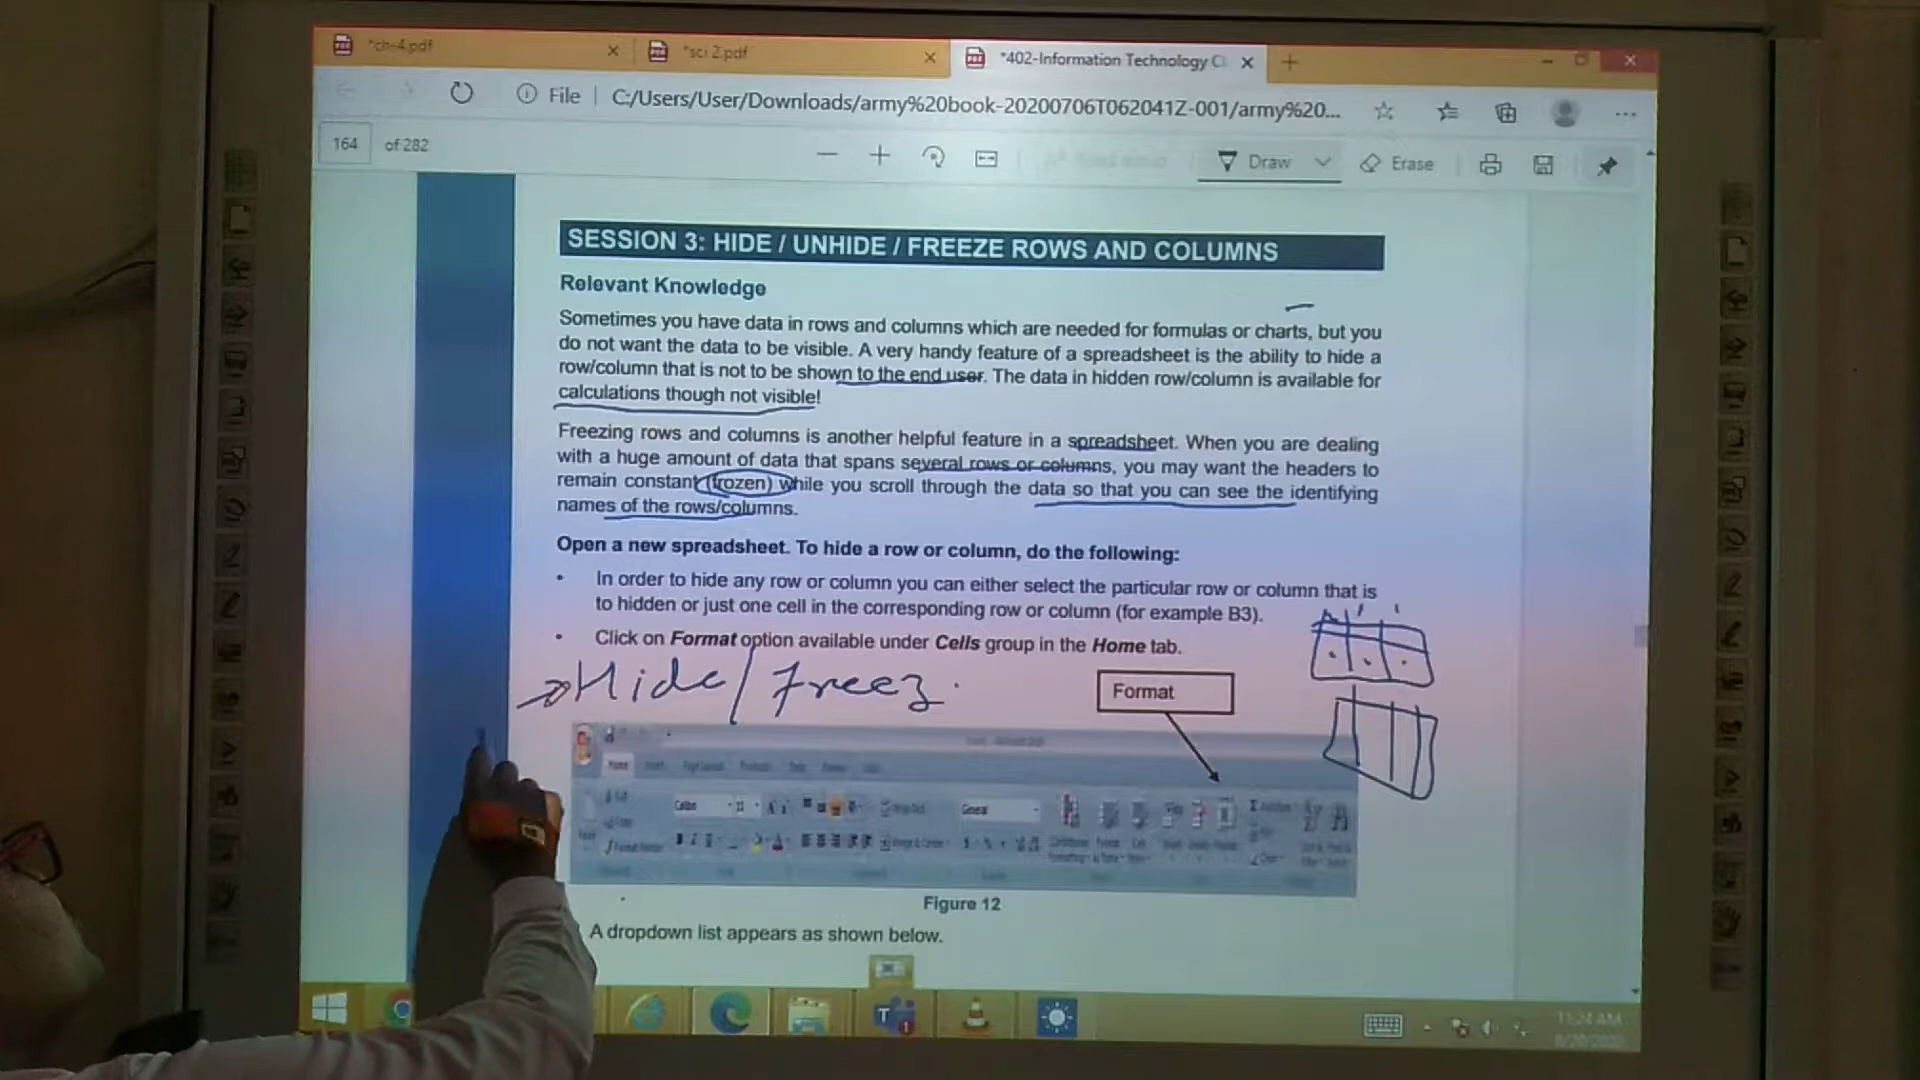 *ch-4.pdf
*sci 2.pdf
*402-Information Technology Cl
File
C:/Users/User/Downloads/army%20book-20200706T062041Z-001/army%20...
164
of 282
Draw
Erase
SESSION 3: HIDE / UNHIDE / FREEZE ROWS AND COLUMNS
Relevant Knowledge
Sometimes you have data in rows and columns which are needed for formulas or charts, but you
do not want the data to be visible. A very handy feature of a spreadsheet is the ability to hide a
row/column that is not to be shown to the end user. The data in hidden row/column is available for
calculations though not visible!
Freezing rows and columns is another helpful feature in a spreadsheet. When you are dealing
with a huge amount of data that spans several rows or columns, you may want the headers to
remain constant (frozen) while you scroll through the data so that you can see the identifying
names of the rows/columns.
Open a new spreadsheet. To hide a row or column, do the following:
• In order to hide any row or column you can either select the particular row or column that is
to hidden or just one cell in the corresponding row or column (for example B3).
• Click on Format option available under Cells group in the Home tab.
Hide/Freez
Format
Home
Calibri
11
General
Figure 12
A dropdown list appears as shown below.
11:24 AM